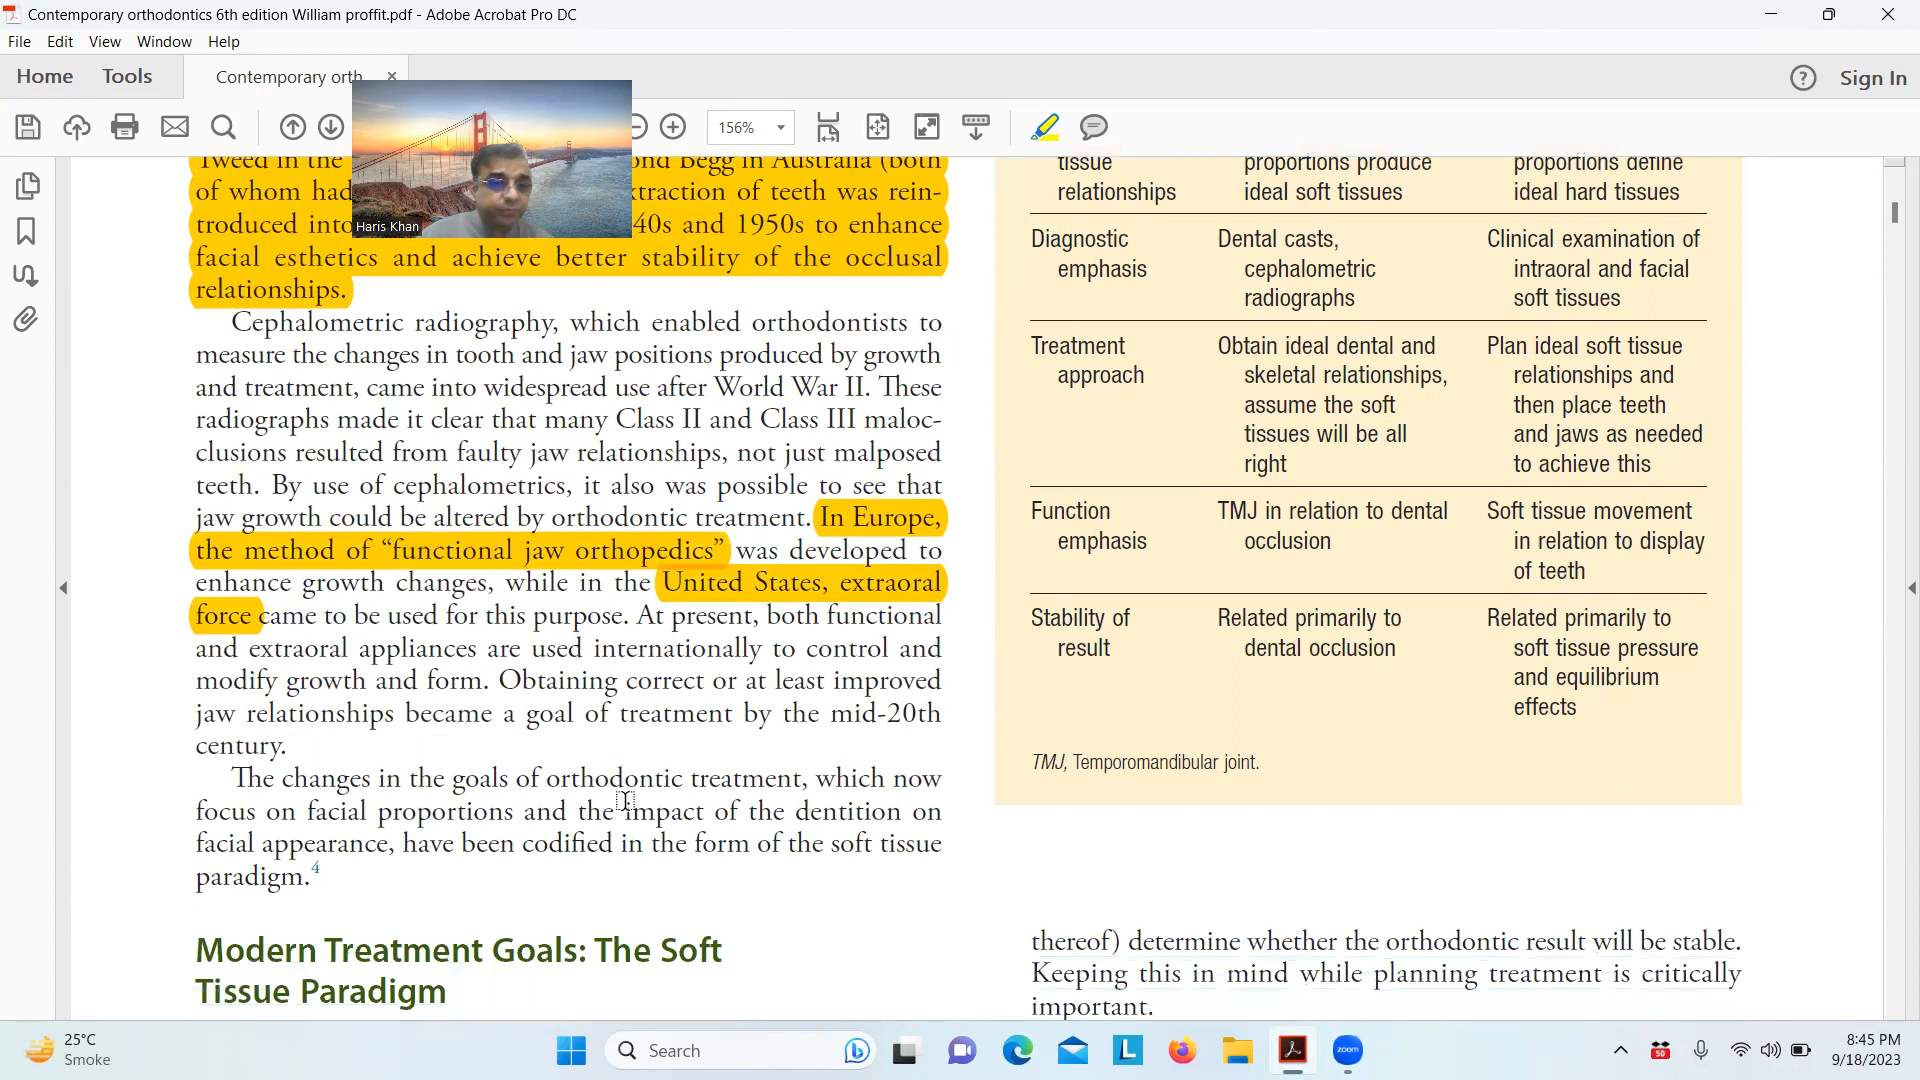 Contemporary orthodontics 6th edition William proffit.pdf - Adobe Acrobat Pro DC
File Edit View Window Help
Home Tools Contemporary orth...
Sign In
156%
Haris Khan
Tweed in the ond Begg in Australia (both
of whom had traction of teeth was rein-
troduced into 40s and 1950s to enhance
facial esthetics and achieve better stability of the occlusal
relationships.
Cephalometric radiography, which enabled orthodontists to
measure the changes in tooth and jaw positions produced by growth
and treatment, came into widespread use after World War II. These
radiographs made it clear that many Class II and Class III maloc-
clusions resulted from faulty jaw relationships, not just malposed
teeth. By use of cephalometrics, it also was possible to see that
jaw growth could be altered by orthodontic treatment. In Europe,
the method of “functional jaw orthopedics” was developed to
enhance growth changes, while in the United States, extraoral
force came to be used for this purpose. At present, both functional
and extraoral appliances are used internationally to control and
modify growth and form. Obtaining correct or at least improved
jaw relationships became a goal of treatment by the mid-20th
century.
The changes in the goals of orthodontic treatment, which now
focus on facial proportions and the impact of the dentition on
facial appearance, have been codified in the form of the soft tissue
paradigm.4
Modern Treatment Goals: The Soft
Tissue Paradigm
tissue proportions produce proportions define
relationships ideal soft tissues ideal hard tissues
Diagnostic Dental casts, Clinical examination of
emphasis cephalometric intraoral and facial
radiographs soft tissues
Treatment Obtain ideal dental and Plan ideal soft tissue
approach skeletal relationships, relationships and
assume the soft then place teeth
tissues will be all and jaws as needed
right to achieve this
Function TMJ in relation to dental Soft tissue movement
emphasis occlusion in relation to display
of teeth
Stability of Related primarily to Related primarily to
result dental occlusion soft tissue pressure
and equilibrium
effects
TMJ, Temporomandibular joint.
thereof) determine whether the orthodontic result will be stable.
Keeping this in mind while planning treatment is critically
important.
25°C
Smoke
Search
L
zoom
50
8:45 PM
9/18/2023